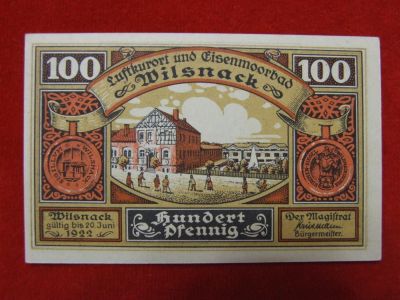 100
100
Luftkurort und Eisenmoorbad
Wilsnack
Wilsnack
gültig bis 20. Juni
1922
Hundert
Pfennig
Der Magistrat
Bürgermeister.